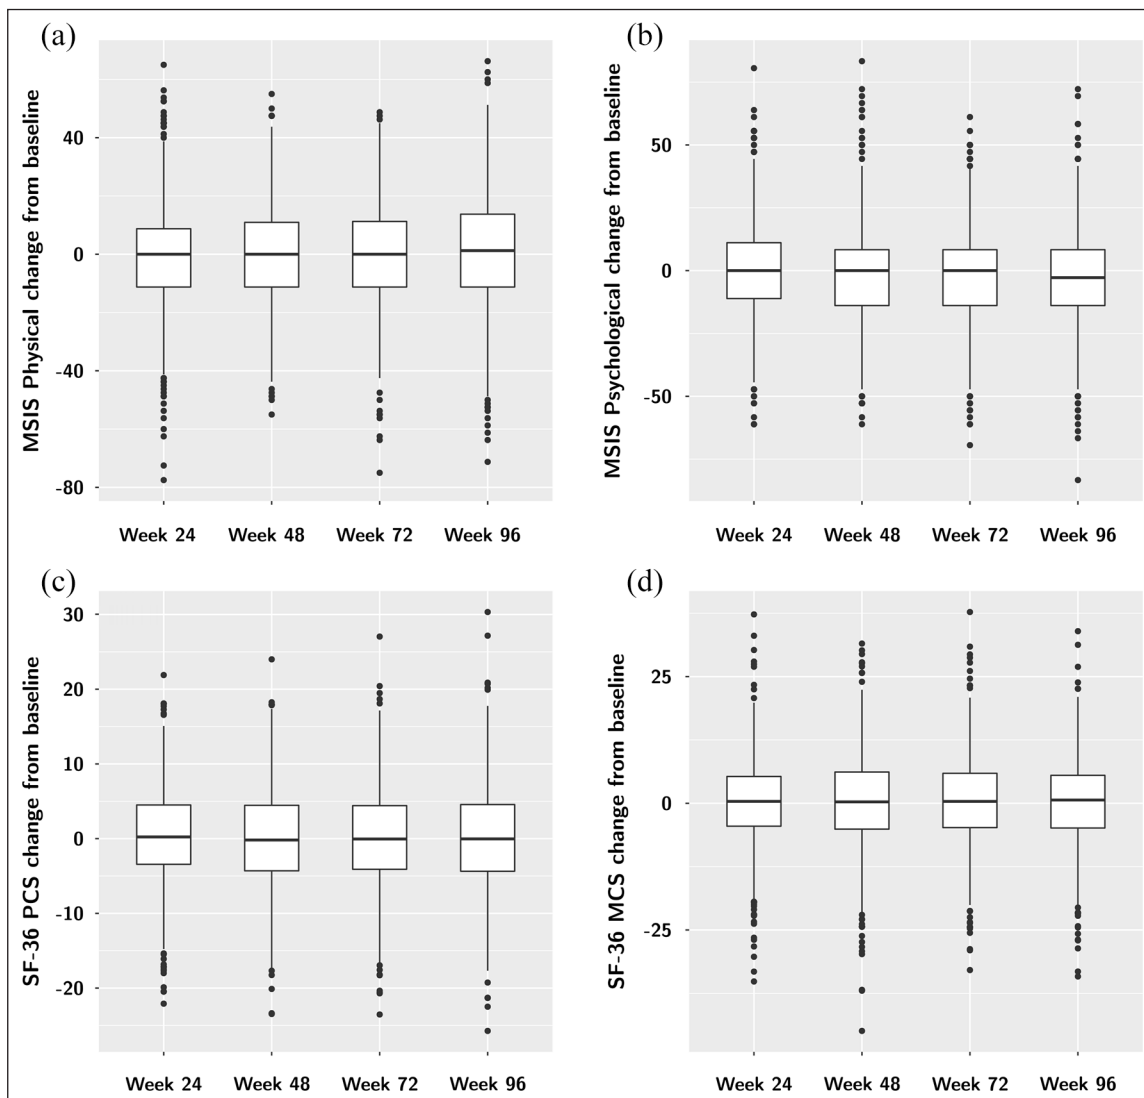 (a)
MSIS Physical change from baseline
40
0
-40
-80
Week 24 Week 48 Week 72 Week 96
(b)
MSIS Psychological change from baseline
50
0
-50
Week 24 Week 48 Week 72 Week 96
(c)
SF-36 PCS change from baseline
30
20
10
0
-10
-20
Week 24 Week 48 Week 72 Week 96
(d)
SF-36 MCS change from baseline
25
0
-25
Week 24 Week 48 Week 72 Week 96